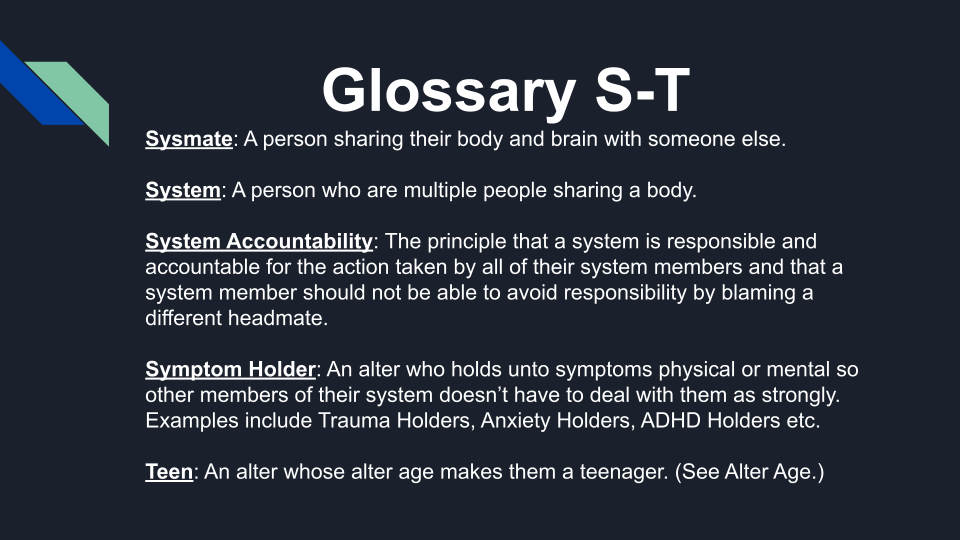 Glossary S-T
Sysmate: A person sharing their body and brain with someone else.
System: A person who are multiple people sharing a body.
System Accountability: The principle that a system is responsible and
accountable for the action taken by all of their system members and that a
system member should not be able to avoid responsibility by blaming a
different headmate.
Symptom Holder: An alter who holds unto symptoms physical or mental so
other members of their system doesn’t have to deal with them as strongly.
Examples include Trauma Holders, Anxiety Holders, ADHD Holders etc.
Teen: An alter whose alter age makes them a teenager. (See Alter Age.)